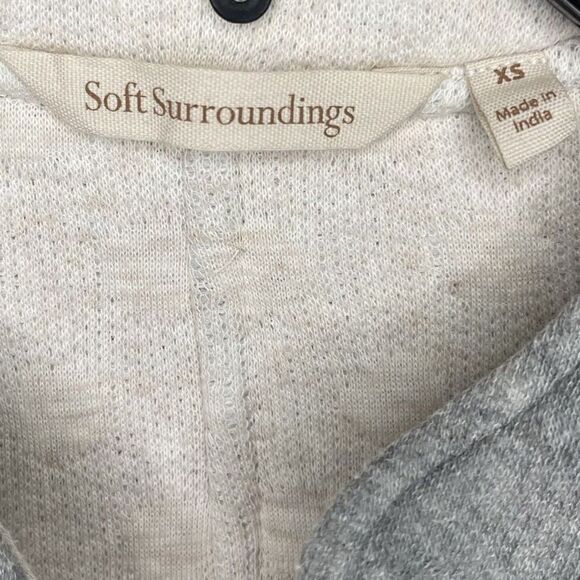 Soft Surroundings
XS
Made in
India